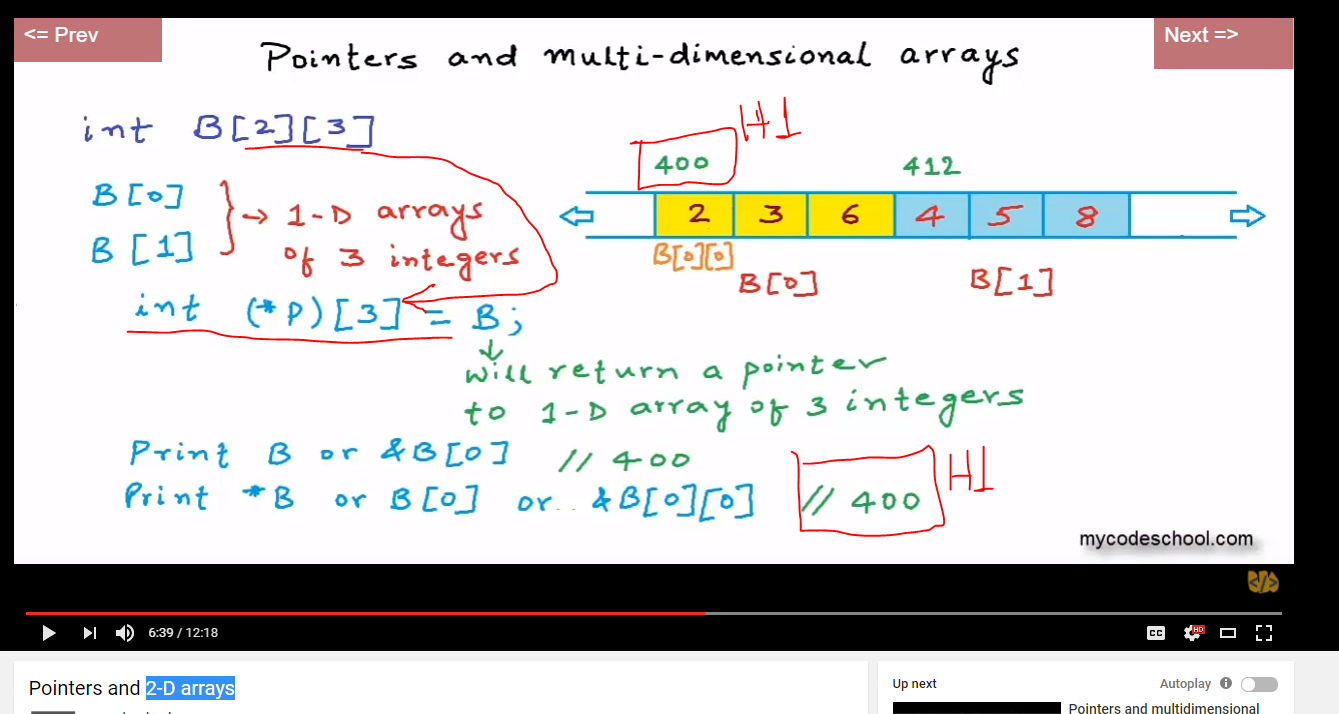 <= Prev
Next =>
Pointers and multi-dimensional arrays
int B[2][3]
B[0]
B[1]
→ 1-D arrays
of 3 integers
int (*P)[3] = B;
↓
will return a pointer
to 1-D array of 3 integers
Print B or &B[0] // 400
Print *B or B[0] or.. &B[0][0] // 400
H1
H1
400
412
2 3 6 4 5 8
B[0][0]
B[0]
B[1]
mycodeschool.com
</>
6:39 / 12:18
CC
HD
Pointers and 2-D arrays
Up next
Autoplay
Pointers and multidimensional